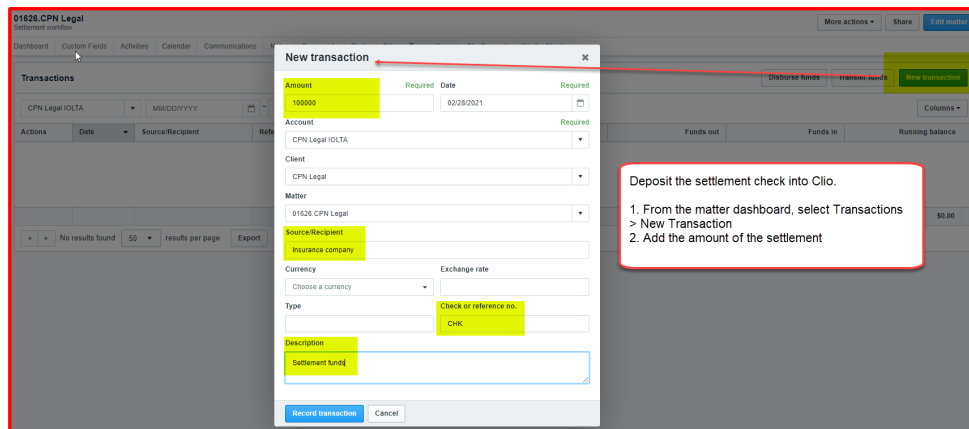 01626.CPN Legal
Settlement workflow
More actions
Share
Edit matter
Dashboard Custom Fields Activities Calendar Communications
Transactions
Disburse funds
Transfer funds
New transaction
CPN Legal IOLTA
MM/DD/YYYY
Columns
Actions Date Source/Recipient Funds out Funds in Running balance
$0.00
No results found 50 results per page Export
New transaction
Amount Required Date Required
100000 02/28/2021
Account Required
CPN Legal IOLTA
Client
CPN Legal
Matter
01626.CPN Legal
Source/Recipient
Insurance company
Currency Exchange rate
Choose a currency
Type Check or reference no.
CHK
Description
Settlement funds
Record transaction Cancel
Deposit the settlement check into Clio.
1. From the matter dashboard, select Transactions
> New Transaction
2. Add the amount of the settlement